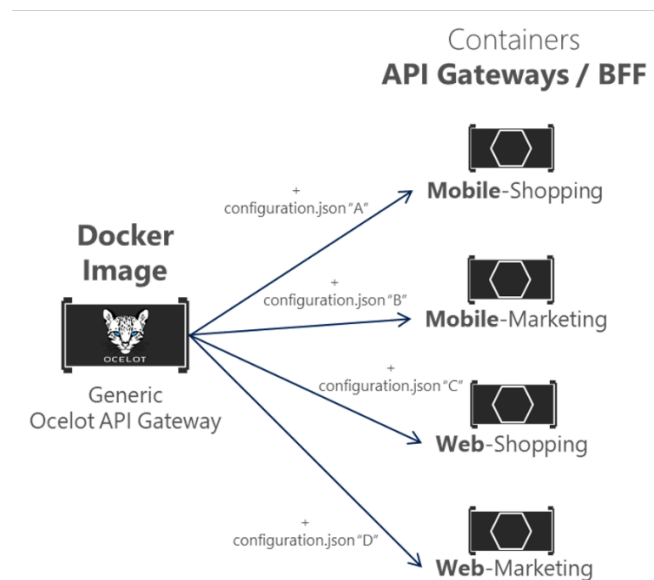 Containers
API Gateways / BFF
+
configuration.json "A"
Mobile-Shopping
Docker
Image
+
configuration.json "B"
Mobile-Marketing
OCELOT
Generic
Ocelot API Gateway
+
configuration.json "C"
Web-Shopping
+
configuration.json "D"
Web-Marketing